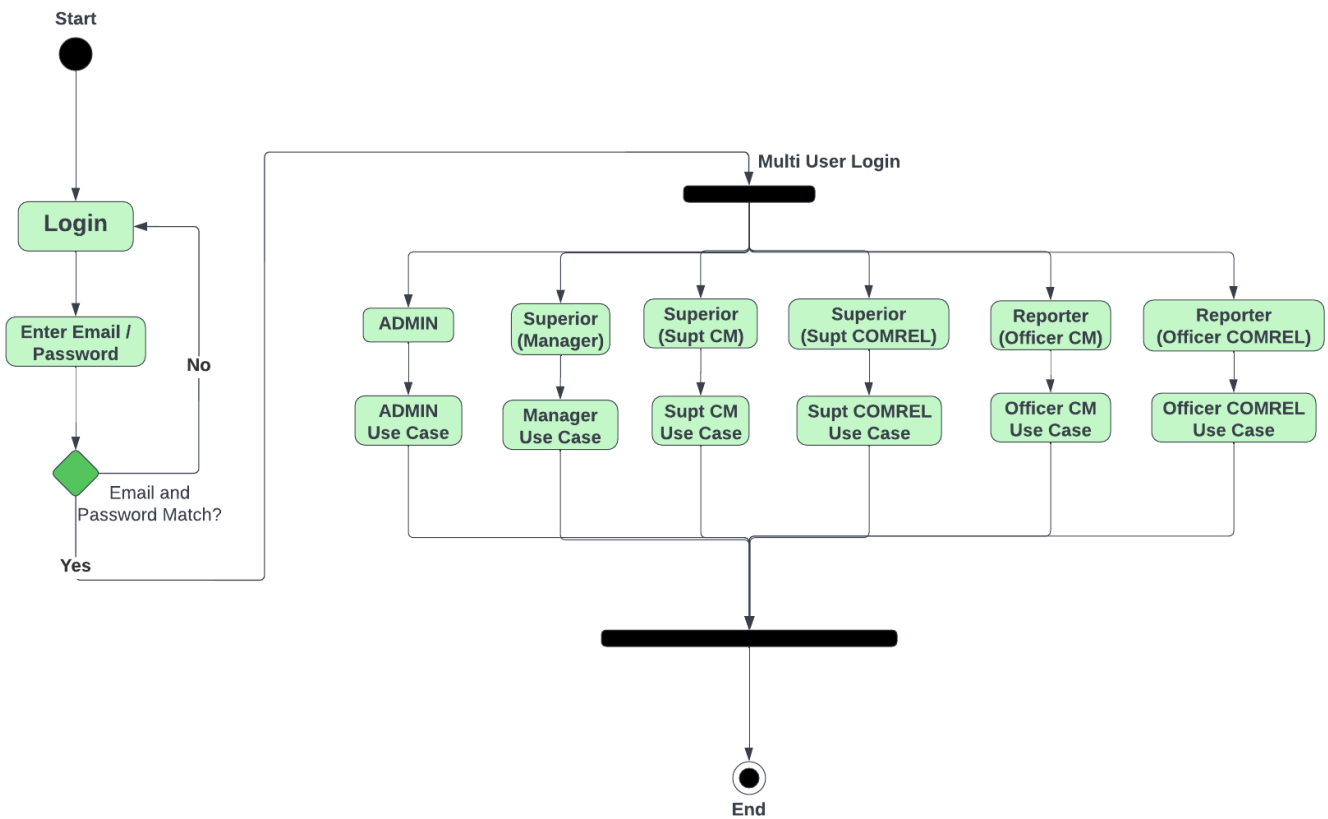 Start
Login
Enter Email /
Password
No
Email and
Password Match?
Yes
Multi User Login
ADMIN
Superior
(Manager)
Superior
(Supt CM)
Superior
(Supt COMREL)
Reporter
(Officer CM)
Reporter
(Officer COMREL)
ADMIN
Use Case
Manager
Use Case
Supt CM
Use Case
Supt COMREL
Use Case
Officer CM
Use Case
Officer COMREL
Use Case
End